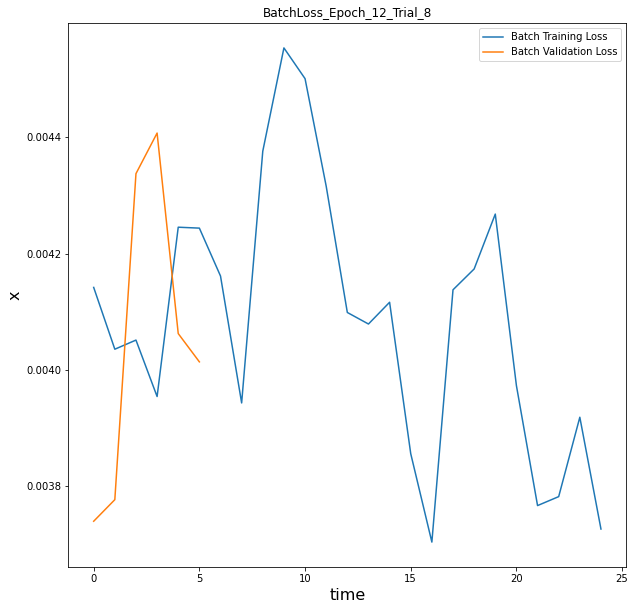 BatchLoss_Epoch_12_Trial_8
Batch Training Loss
Batch Validation Loss
0.0044
0.0042
0.0040
0.0038
x
0
5
10
15
20
25
time